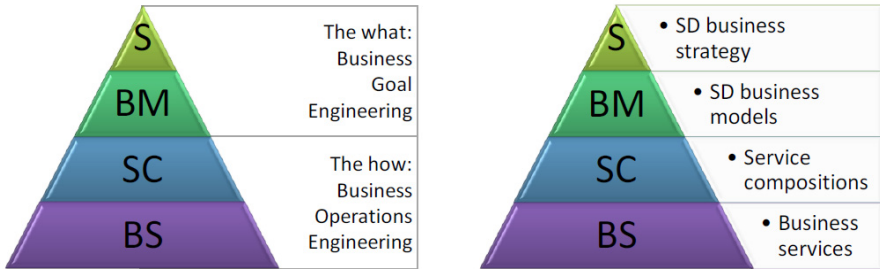 S
BM
SC
BS
The what:
Business
Goal
Engineering
The how:
Business
Operations
Engineering
S
BM
SC
BS
• SD business
strategy
• SD business
models
• Service
compositions
• Business
services